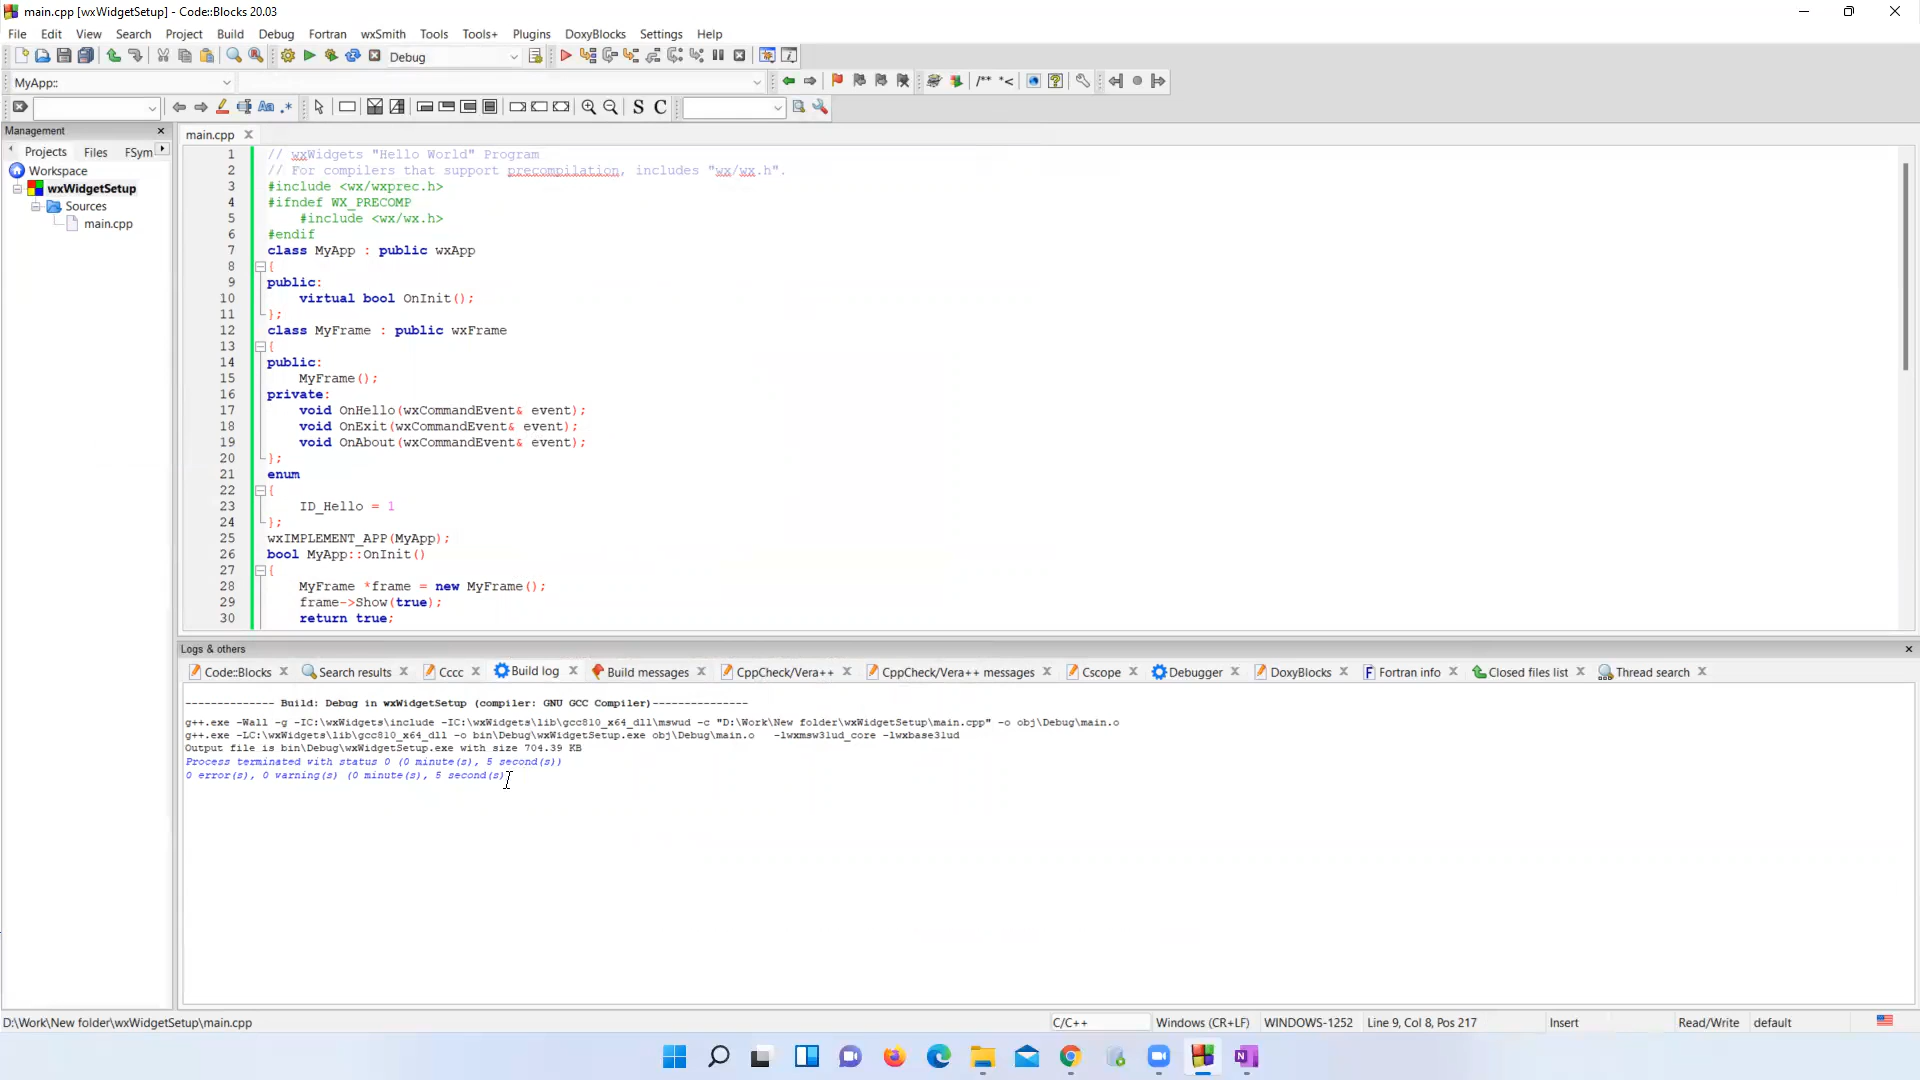 main.cpp [wxWidgetSetup] - Code::Blocks 20.03
File Edit View Search Project Build Debug Fortran wxSmith Tools Tools+ Plugins DoxyBlocks Settings Help
Debug
MyApp::
/** *<
Aa .* S C
Management
Projects Files FSym
main.cpp
Workspace
wxWidgetSetup
Sources
main.cpp
1 // wxWidgets "Hello World" Program
2 // For compilers that support precompilation, includes "wx/wx.h".
3 #include <wx/wxprec.h>
4 #ifndef WX_PRECOMP
5 #include <wx/wx.h>
6 #endif
7 class MyApp : public wxApp
8 {
9 public:
10 virtual bool OnInit();
11 };
12 class MyFrame : public wxFrame
13 {
14 public:
15 MyFrame();
16 private:
17 void OnHello(wxCommandEvent& event);
18 void OnExit(wxCommandEvent& event);
19 void OnAbout(wxCommandEvent& event);
20 };
21 enum
22 {
23 ID_Hello = 1
24 };
25 wxIMPLEMENT_APP(MyApp);
26 bool MyApp::OnInit()
27 {
28 MyFrame *frame = new MyFrame();
29 frame->Show(true);
30 return true;
Logs & others
Code::Blocks Search results Cccc Build log Build messages CppCheck/Vera++ CppCheck/Vera++ messages Cscope Debugger DoxyBlocks Fortran info Closed files list Thread search
-------------- Build: Debug in wxWidgetSetup (compiler: GNU GCC Compiler)---------------
g++.exe -Wall -g -IC:\wxWidgets\include -IC:\wxWidgets\lib\gcc810_x64_dll\mswud -c "D:\Work\New folder\wxWidgetSetup\main.cpp" -o obj\Debug\main.o
g++.exe -LC:\wxWidgets\lib\gcc810_x64_dll -o bin\Debug\wxWidgetSetup.exe obj\Debug\main.o -lwxmsw31ud_core -lwxbase31ud
Output file is bin\Debug\wxWidgetSetup.exe with size 704.39 KB
Process terminated with status 0 (0 minute(s), 5 second(s))
0 error(s), 0 warning(s) (0 minute(s), 5 second(s))
D:\Work\New folder\wxWidgetSetup\main.cpp C/C++ Windows (CR+LF) WINDOWS-1252 Line 9, Col 8, Pos 217 Insert Read/Write default